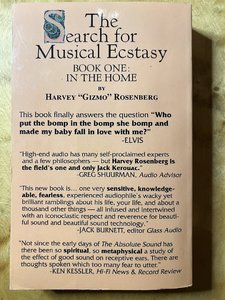 The
Search for
Musical Ecstasy
BOOK ONE:
IN THE HOME
BY
HARVEY "GIZMO" ROSENBERG
This book finally answers the question "Who
put the bomp in the bomp she bomp and
made my baby fall in love with me?"
-ELVIS
"High-end audio has many self-proclaimed experts
and a few philosophers — but Harvey Rosenberg is
the field's one and only Jack Kerouac."
-GREG SHUURMAN, Audio Advisor
"This new book is... one very sensitive, knowledge-
able, fearless, experienced audiophile's wacky yet
brilliant ramblings about his life, your life, and about a
thousand other things — all infused and intertwined
with an iconoclastic respect and reverence for beauti-
ful sound and beautiful sound technology."
-JACK BURNETT, editor Glass Audio
"Not since the early days of The Absolute Sound has
there been so spiritual, so metaphysical a study of the
effect of good sound on receptive ears. There are
thoughts spoken which too many fear to utter."
-KEN KESSLER, Hi-Fi News & Record Review